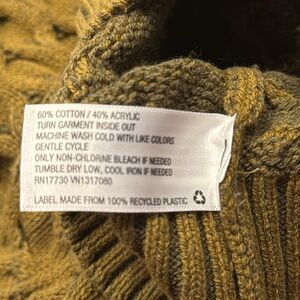 60% COTTON / 40% ACRYLIC
TURN GARMENT INSIDE OUT
MACHINE WASH COLD WITH LIKE COLORS
GENTLE CYCLE
ONLY NON-CHLORINE BLEACH IF NEEDED
TUMBLE DRY LOW, COOL IRON IF NEEDED
RN17730 VN1317080
LABEL MADE FROM 100% RECYCLED PLASTIC